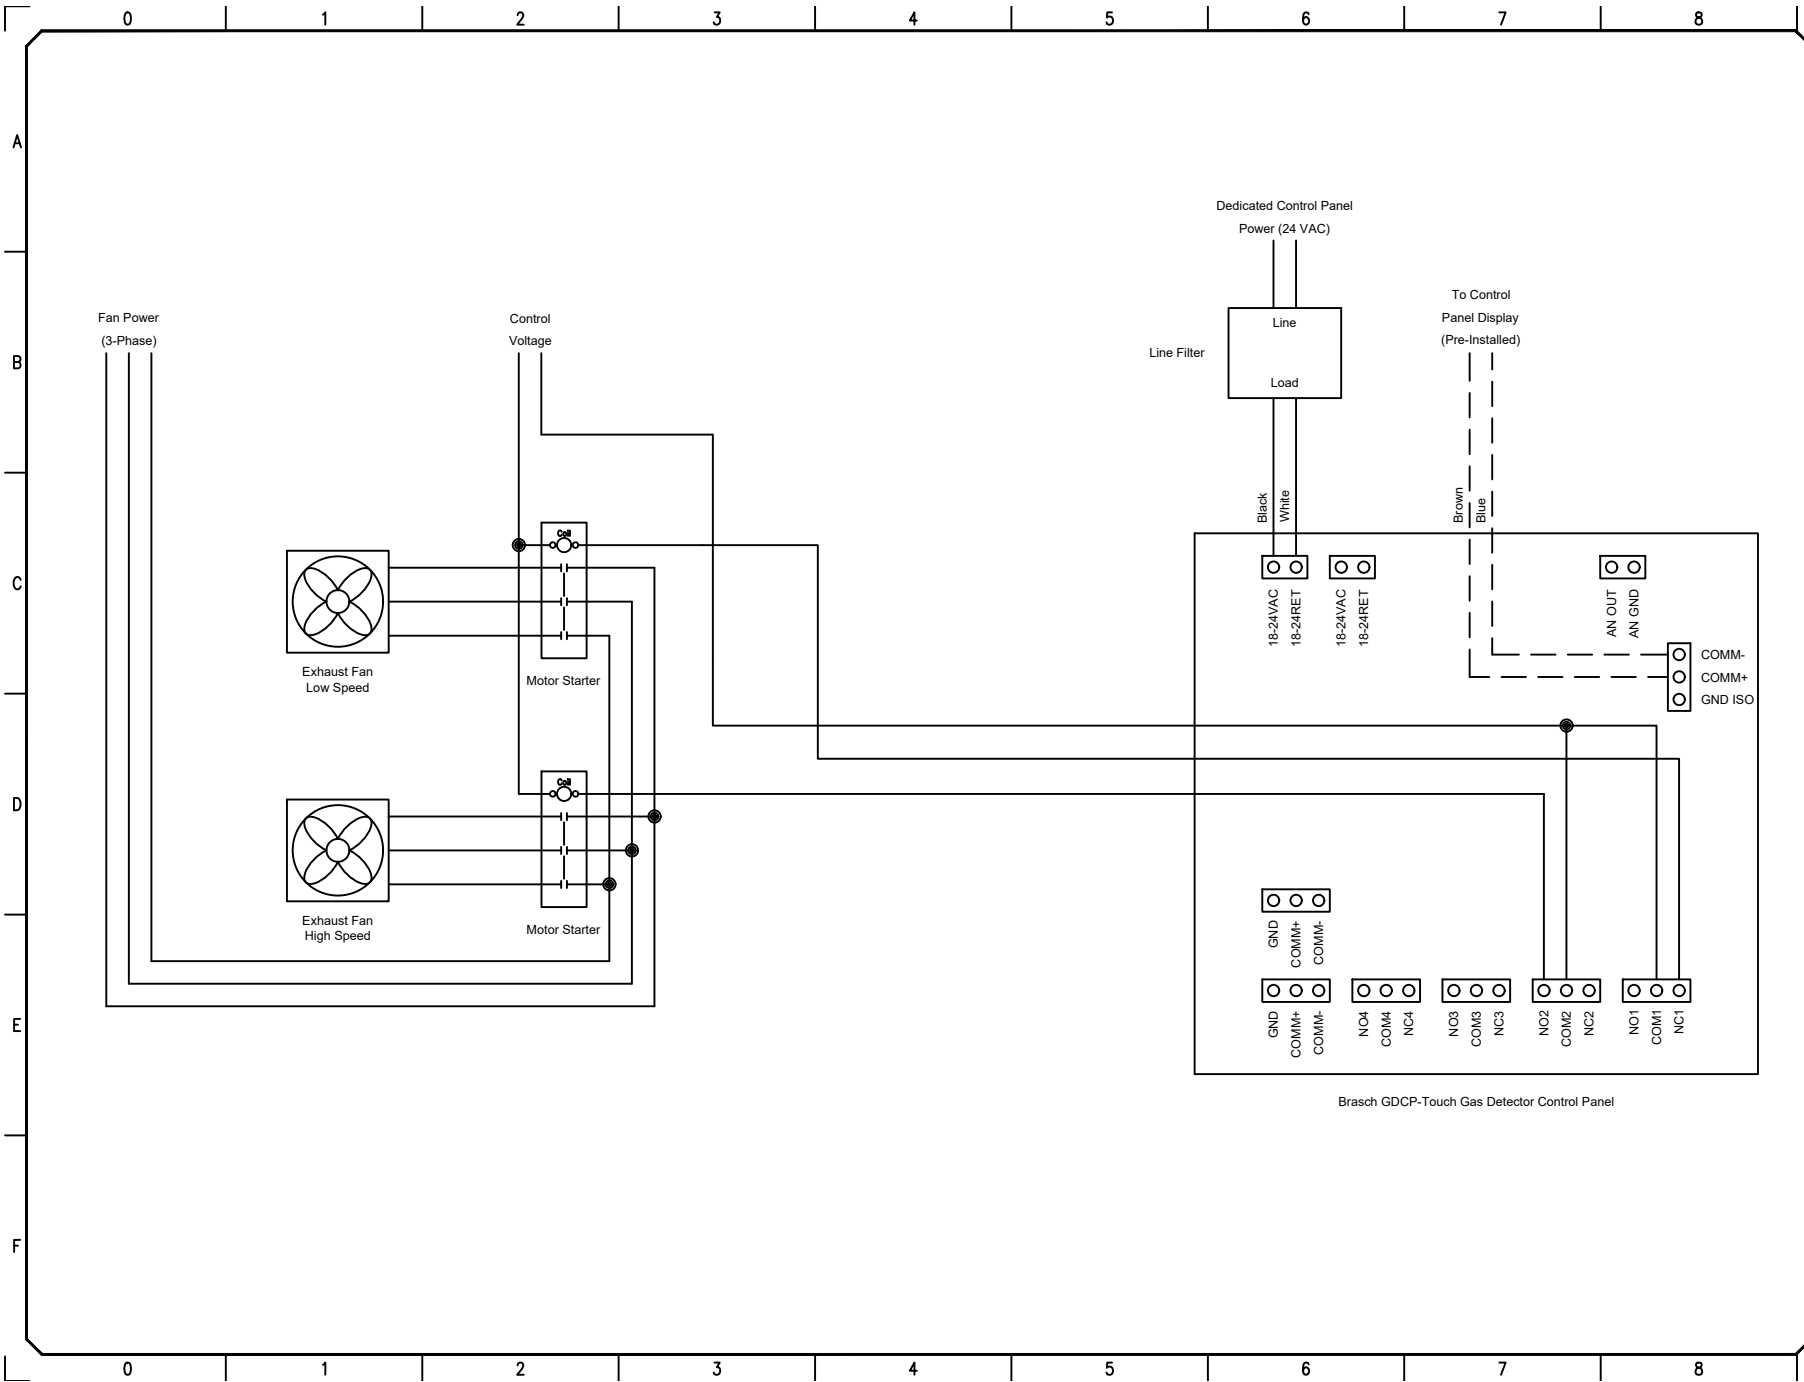 0 1 2 3 4 5 6 7 8
A
Dedicated Control Panel
Power (24 VAC)
To Control
Panel Display
(Pre-Installed)
Fan Power
(3-Phase)
Control
Voltage
Line
Line Filter
Load
B
Black
White
Brown
Blue
Coil
C
18-24VAC
18-24RET
18-24VAC
18-24RET
AN OUT
AN GND
COMM-
COMM+
GND ISO
Exhaust Fan
Low Speed
Motor Starter
Coil
D
Exhaust Fan
High Speed
Motor Starter
GND
COMM+
COMM-
E
GND
COMM+
COMM-
NO4
COM4
NC4
NO3
COM3
NC3
NO2
COM2
NC2
NO1
COM1
NC1
Brasch GDCP-Touch Gas Detector Control Panel
F
0 1 2 3 4 5 6 7 8